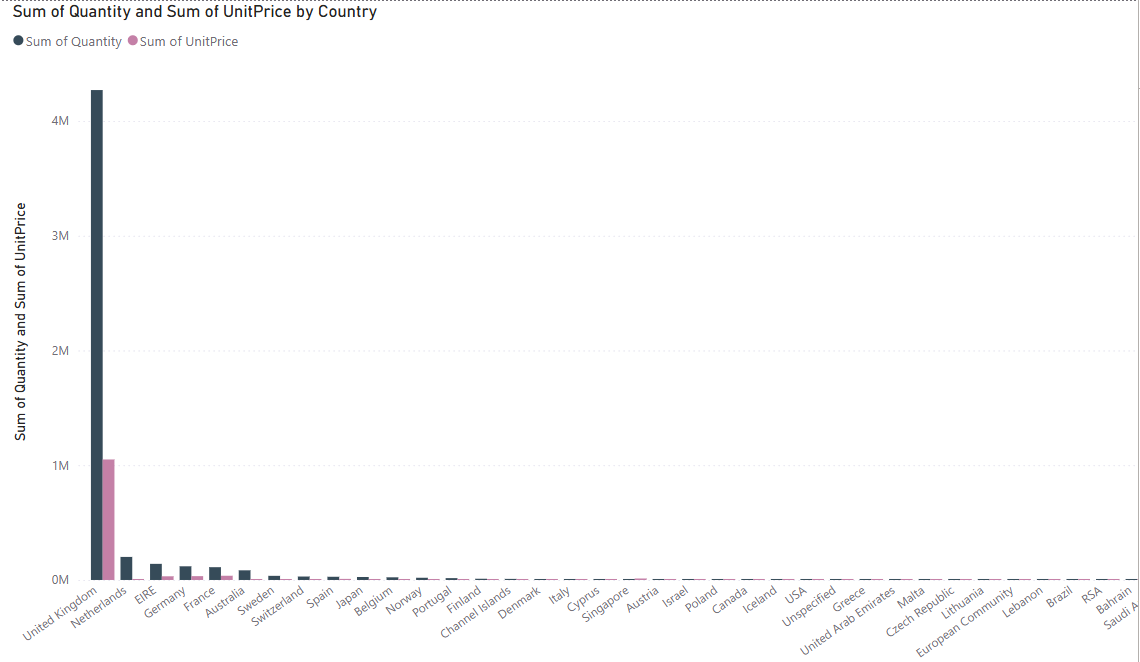 Sum of Quantity and Sum of UnitPrice by Country
Sum of Quantity Sum of UnitPrice
Sum of Quantity and Sum of UnitPrice
4M
3M
2M
1M
0M
United Kingdom
Netherlands
EIRE
Germany
France
Australia
Sweden
Switzerland
Spain
Japan
Belgium
Norway
Portugal
Finland
Channel Islands
Denmark
Italy
Cyprus
Singapore
Austria
Israel
Poland
Canada
Iceland
USA
Unspecified
Greece
United Arab Emirates
Malta
Czech Republic
Lithuania
European Community
Lebanon
Brazil
RSA
Bahrain
Saudi A